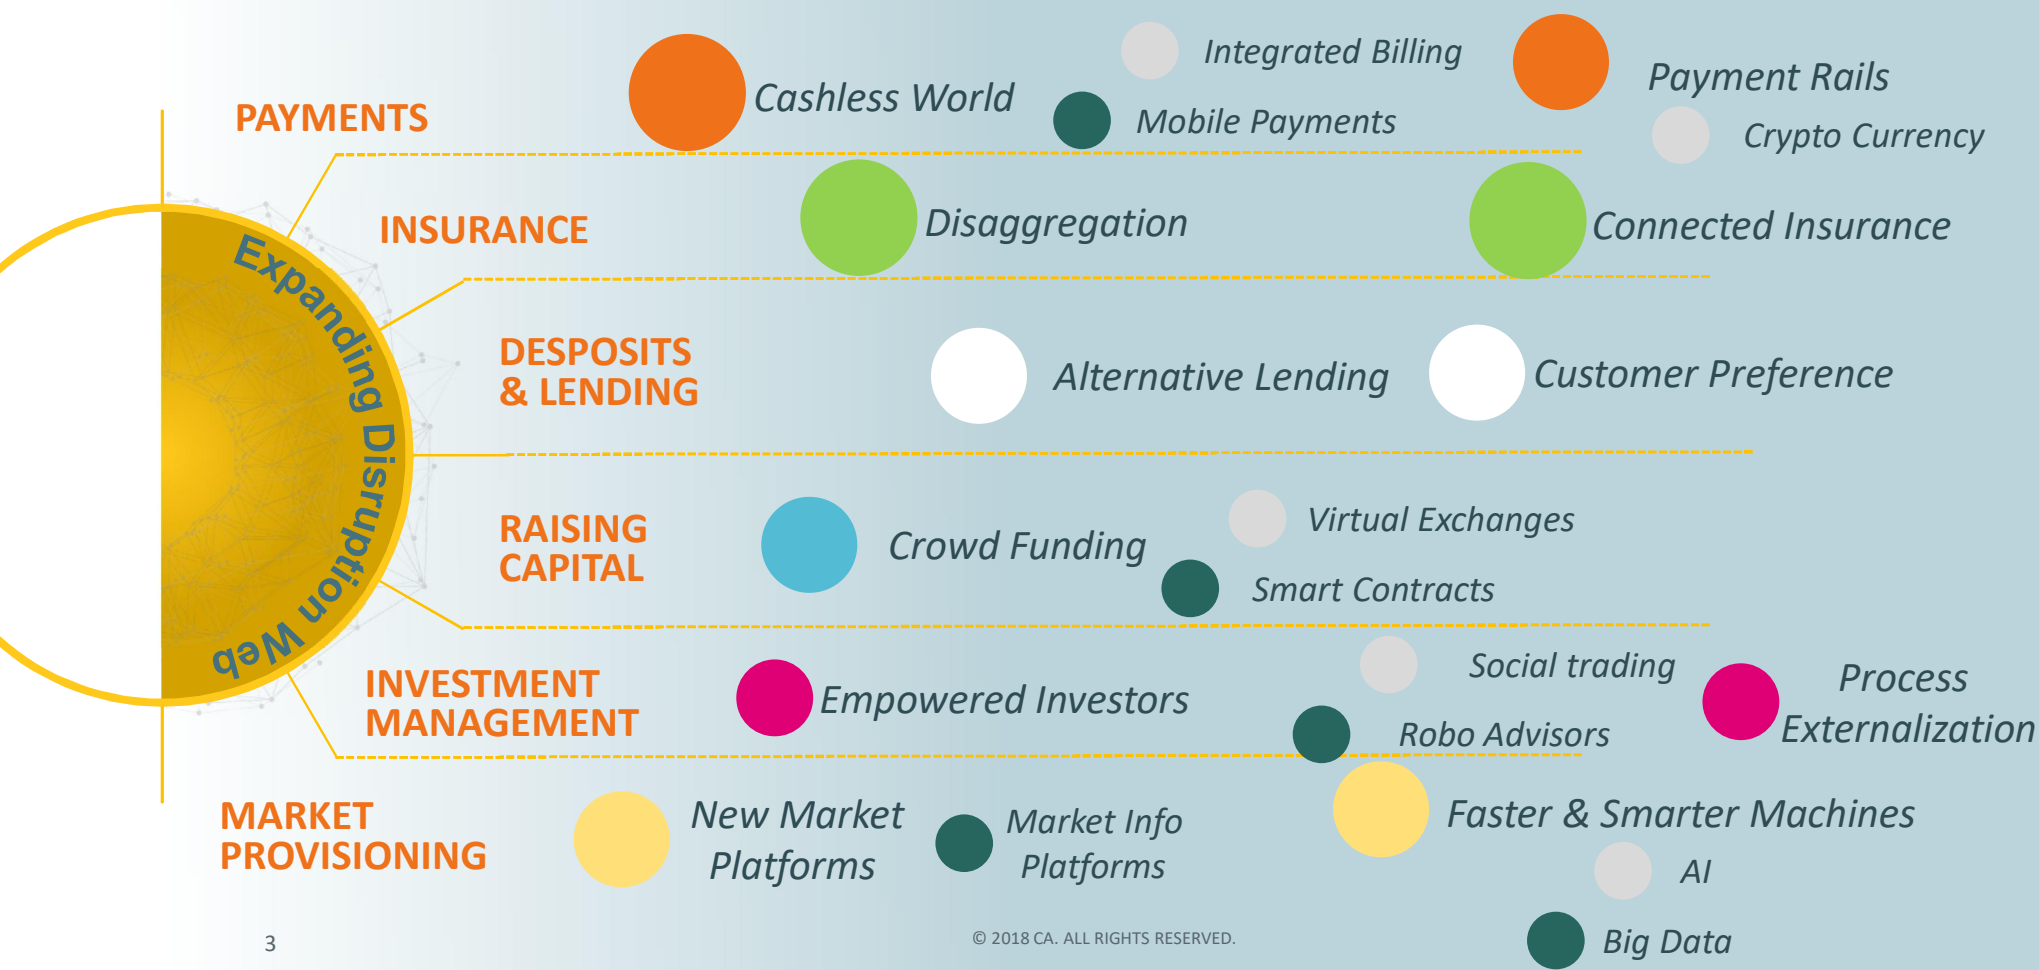 Expanding Disruption Web
PAYMENTS
Cashless World
Integrated Billing
Mobile Payments
Payment Rails
Crypto Currency
INSURANCE
Disaggregation
Connected Insurance
DESPOSITS
& LENDING
Alternative Lending
Customer Preference
RAISING
CAPITAL
Crowd Funding
Virtual Exchanges
Smart Contracts
INVESTMENT
MANAGEMENT
Empowered Investors
Social trading
Robo Advisors
Process
Externalization
MARKET
PROVISIONING
New Market
Platforms
Market Info
Platforms
Faster & Smarter Machines
AI
Big Data
3
© 2018 CA. ALL RIGHTS RESERVED.